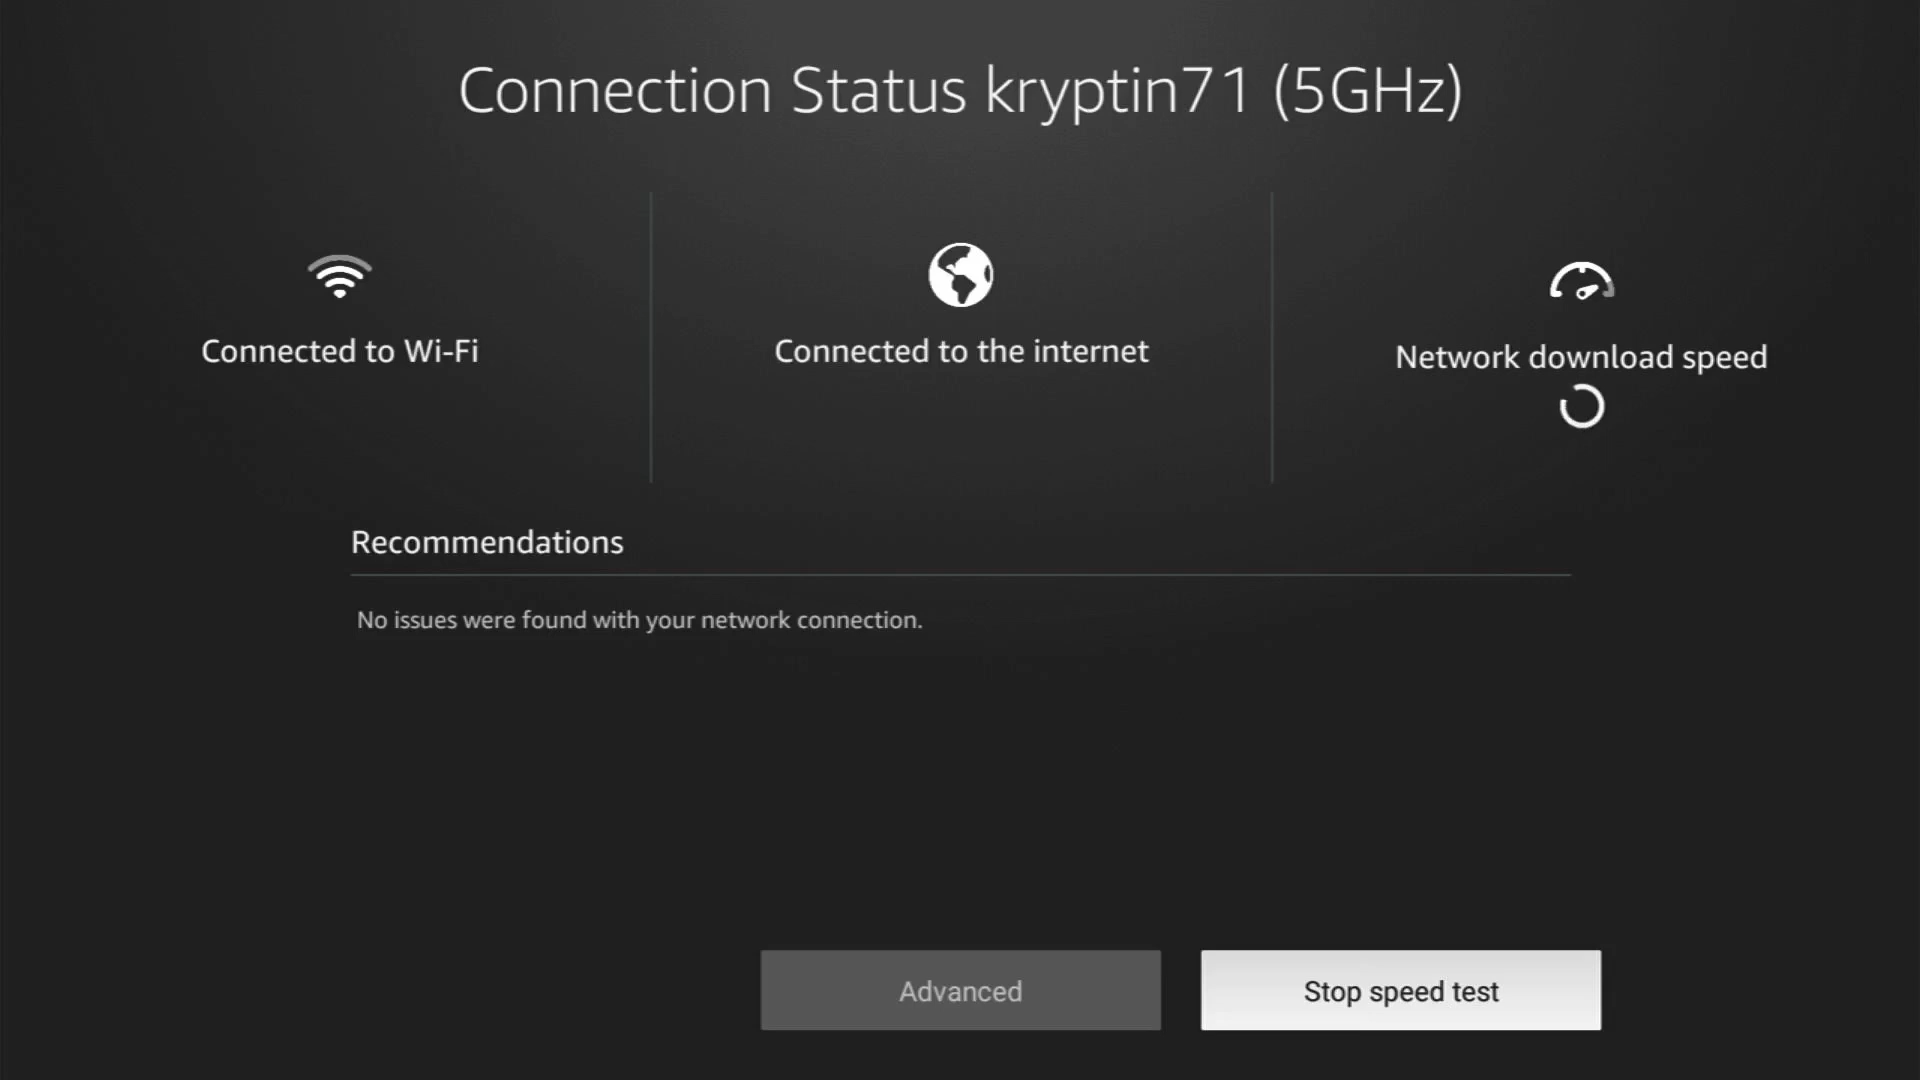 Connection Status kryptin71 (5GHz)
Connected to Wi-Fi
Connected to the internet
Network download speed
Recommendations
No issues were found with your network connection.
Advanced
Stop speed test